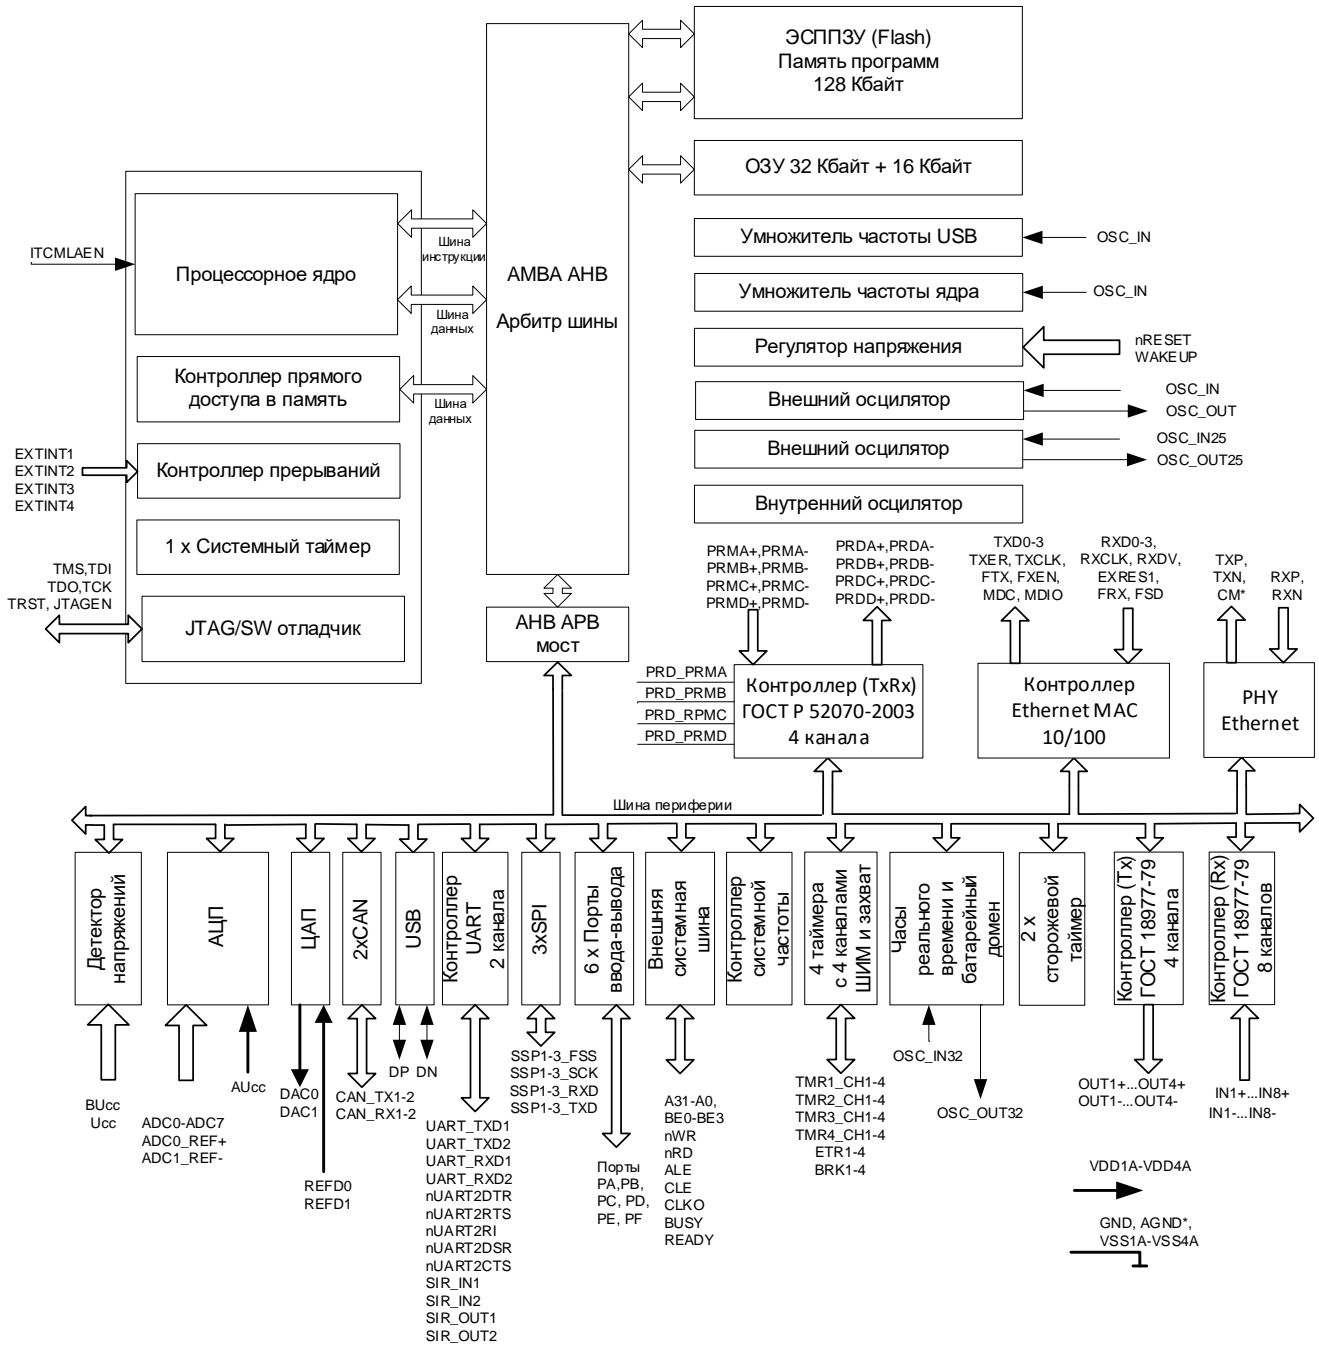 ЭСППЗУ (Flash)
Память программ
128 Кбайт
ОЗУ 32 Кбайт + 16 Кбайт
Умножитель частоты USB
OSC_IN
Умножитель частоты ядра
OSC_IN
Регулятор напряжения
nRESET
WAKEUP
Внешний осцилятор
OSC_IN
OSC_OUT
Внешний осцилятор
OSC_IN25
OSC_OUT25
Внутренний осцилятор
ITCMLAEN
Процессорное ядро
Шина
инструкции
Шина
данных
АМВА АНВ
Арбитр шины
Контроллер прямого
доступа в память
Шина
данных
EXTINT1
EXTINT2
EXTINT3
EXTINT4
Контроллер прерываний
1 x Системный таймер
TMS,TDI
TDO,TCK
TRST, JTAGEN
JTAG/SW отладчик
АНВ АРВ
мост
PRMA+,PRMA-
PRMB+,PRMB-
PRMC+,PRMC-
PRMD+,PRMD-
PRDA+,PRDA-
PRDB+,PRDB-
PRDC+,PRDC-
PRDD+,PRDD-
TXD0-3
TXER, TXCLK,
FTX, FXEN,
MDC, MDIO
RXD0-3,
RXCLK, RXDV,
EXRES1,
FRX, FSD
TXP,
TXN,
CM*
RXP,
RXN
PRD_PRMA
PRD_PRMB
PRD_RPMC
PRD_PRMD
Контроллер (TxRx)
ГОСТ Р 52070-2003
4 канала
Контроллер
Ethernet MAC
10/100
PHY
Ethernet
Шина периферии
Детектор
напряжений
АЦП
ЦАП
2xCAN
USB
Контроллер
UART
2 канала
3xSPI
6 x Порты
ввода-вывода
Внешняя
системная
шина
Контроллер
системной
частоты
4 таймера
с 4 каналами
ШИМ и захват
Часы
реального
времени и
батарейный
домен
2 x
сторожевой
таймер
Контроллер (Tx)
ГОСТ 18977-79
4 канала
Контроллер (Rx)
ГОСТ 18977-79
8 каналов
BUcc
Ucc
ADC0-ADC7
ADC0_REF+
ADC1_REF-
AUcc
DAC0
DAC1
REFD0
REFD1
CAN_TX1-2
CAN_RX1-2
DP
DN
UART_TXD1
UART_TXD2
UART_RXD1
UART_RXD2
nUART2DTR
nUART2RTS
nUART2RI
nUART2DSR
nUART2CTS
SIR_IN1
SIR_IN2
SIR_OUT1
SIR_OUT2
SSP1-3_FSS
SSP1-3_SCK
SSP1-3_RXD
SSP1-3_TXD
Порты
PA,PB,
PC, PD,
PE, PF
A31-A0,
BE0-BE3
nWR
nRD
ALE
CLE
CLKO
BUSY
READY
TMR1_CH1-4
TMR2_CH1-4
TMR3_CH1-4
TMR4_CH1-4
ETR1-4
BRK1-4
OSC_IN32
OSC_OUT32
OUT1+...OUT4+
OUT1-...OUT4-
IN1+...IN8+
IN1-...IN8-
VDD1A-VDD4A
GND, AGND*,
VSS1A-VSS4A